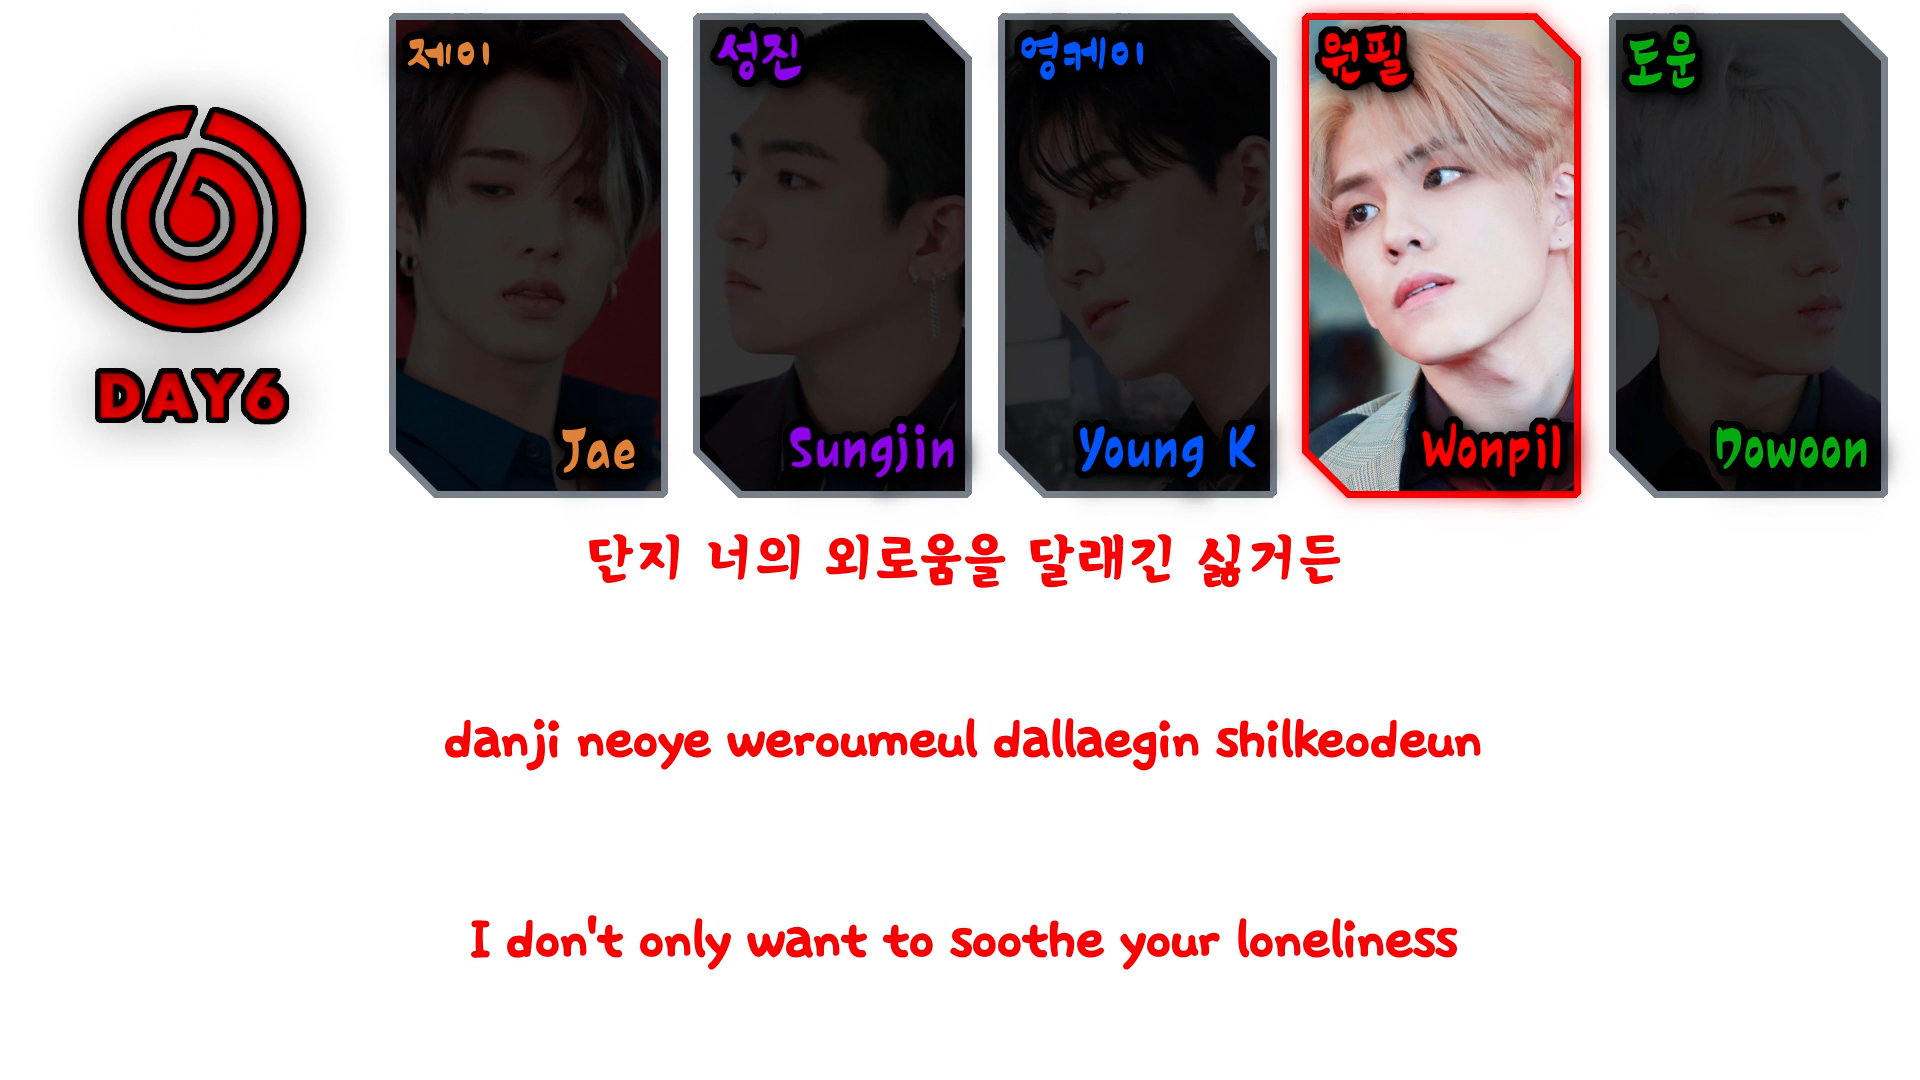 제이
성진
영케이
원필
도운
DAY6
Jae
Sungjin
Young K
Wonpil
Dowoon
단지 너의 외로움을 달래긴 싫거든
danji neoye weroumeul dallaegin shilkeodeun
I don't only want to soothe your loneliness